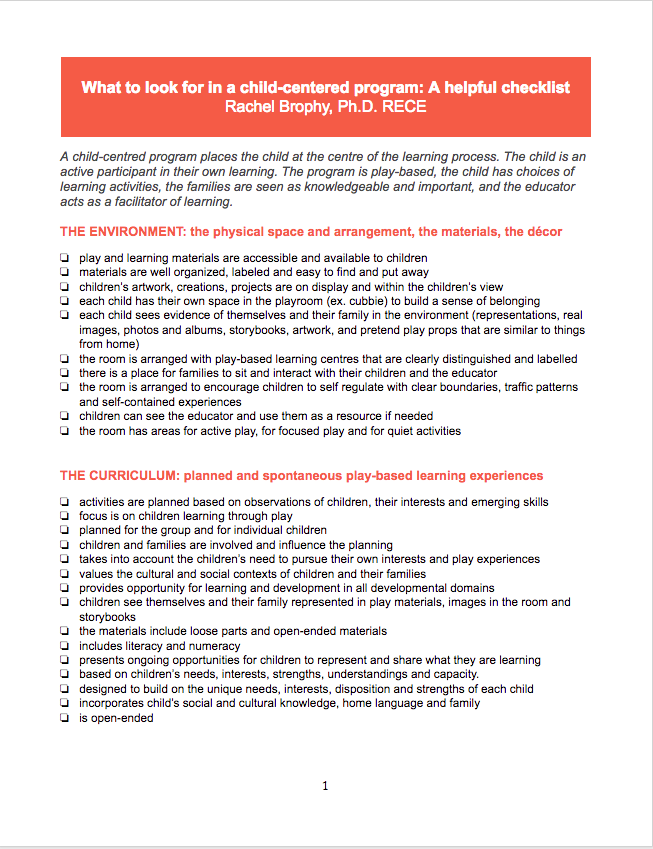 What to look for in a child-centered program: A helpful checklist
Rachel Brophy, Ph.D. RECE
A child-centred program places the child at the centre of the learning process. The child is an
active participant in their own learning. The program is play-based, the child has choices of
learning activities, the families are seen as knowledgeable and important, and the educator
acts as a facilitator of learning.
THE ENVIRONMENT: the physical space and arrangement, the materials, the décor
❏ play and learning materials are accessible and available to children
❏ materials are well organized, labeled and easy to find and put away
❏ children's artwork, creations, projects are on display and within the children's view
❏ each child has their own space in the playroom (ex. cubbie) to build a sense of belonging
❏ each child sees evidence of themselves and their family in the environment (representations, real
images, photos and albums, storybooks, artwork, and pretend play props that are similar to things
from home)
❏ the room is arranged with play-based learning centres that are clearly distinguished and labelled
❏ there is a place for families to sit and interact with their children and the educator
❏ the room is arranged to encourage children to self regulate with clear boundaries, traffic patterns
and self-contained experiences
❏ children can see the educator and use them as a resource if needed
❏ the room has areas for active play, for focused play and for quiet activities
THE CURRICULUM: planned and spontaneous play-based learning experiences
❏ activities are planned based on observations of children, their interests and emerging skills
❏ focus is on children learning through play
❏ planned for the group and for individual children
❏ children and families are involved and influence the planning
❏ takes into account the children's need to pursue their own interests and play experiences
❏ values the cultural and social contexts of children and their families
❏ provides opportunity for learning and development in all developmental domains
❏ children see themselves and their family represented in play materials, images in the room and
storybooks
❏ the materials include loose parts and open-ended materials
❏ includes literacy and numeracy
❏ presents ongoing opportunities for children to represent and share what they are learning
❏ based on children's needs, interests, strengths, understandings and capacity.
❏ designed to build on the unique needs, interests, disposition and strengths of each child
❏ incorporates child's social and cultural knowledge, home language and family
❏ is open-ended
1